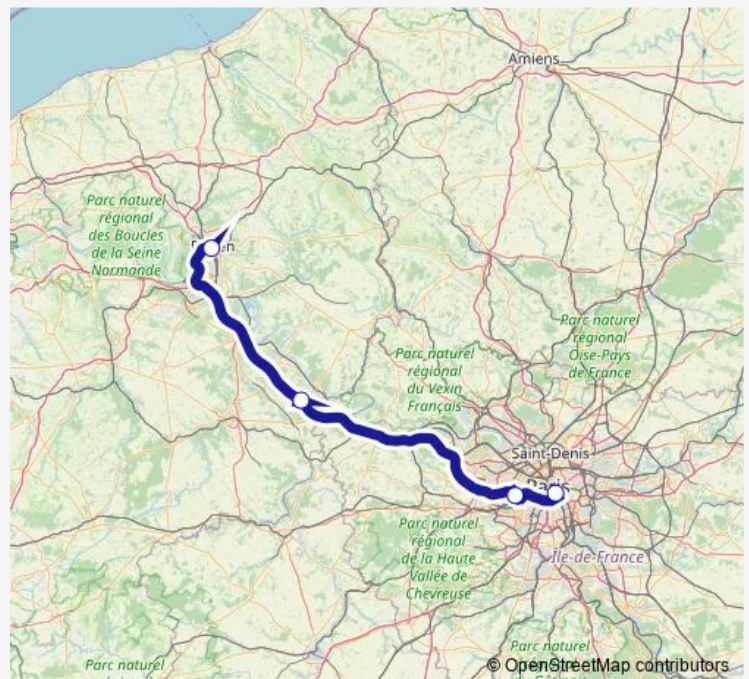 Amiens
Parc naturel
régional
des Boucles
de la Seine
Normande
Parc naturel
régional
Oise-Pays
de France
Parc naturel
régional
du Vexin
Français
Saint-Denis
Paris
Parc naturel
régional
de la Haute
Vallée de
Chevreuse
Île-de-France
Parc naturel
Parc naturel
© OpenStreetMap contributors